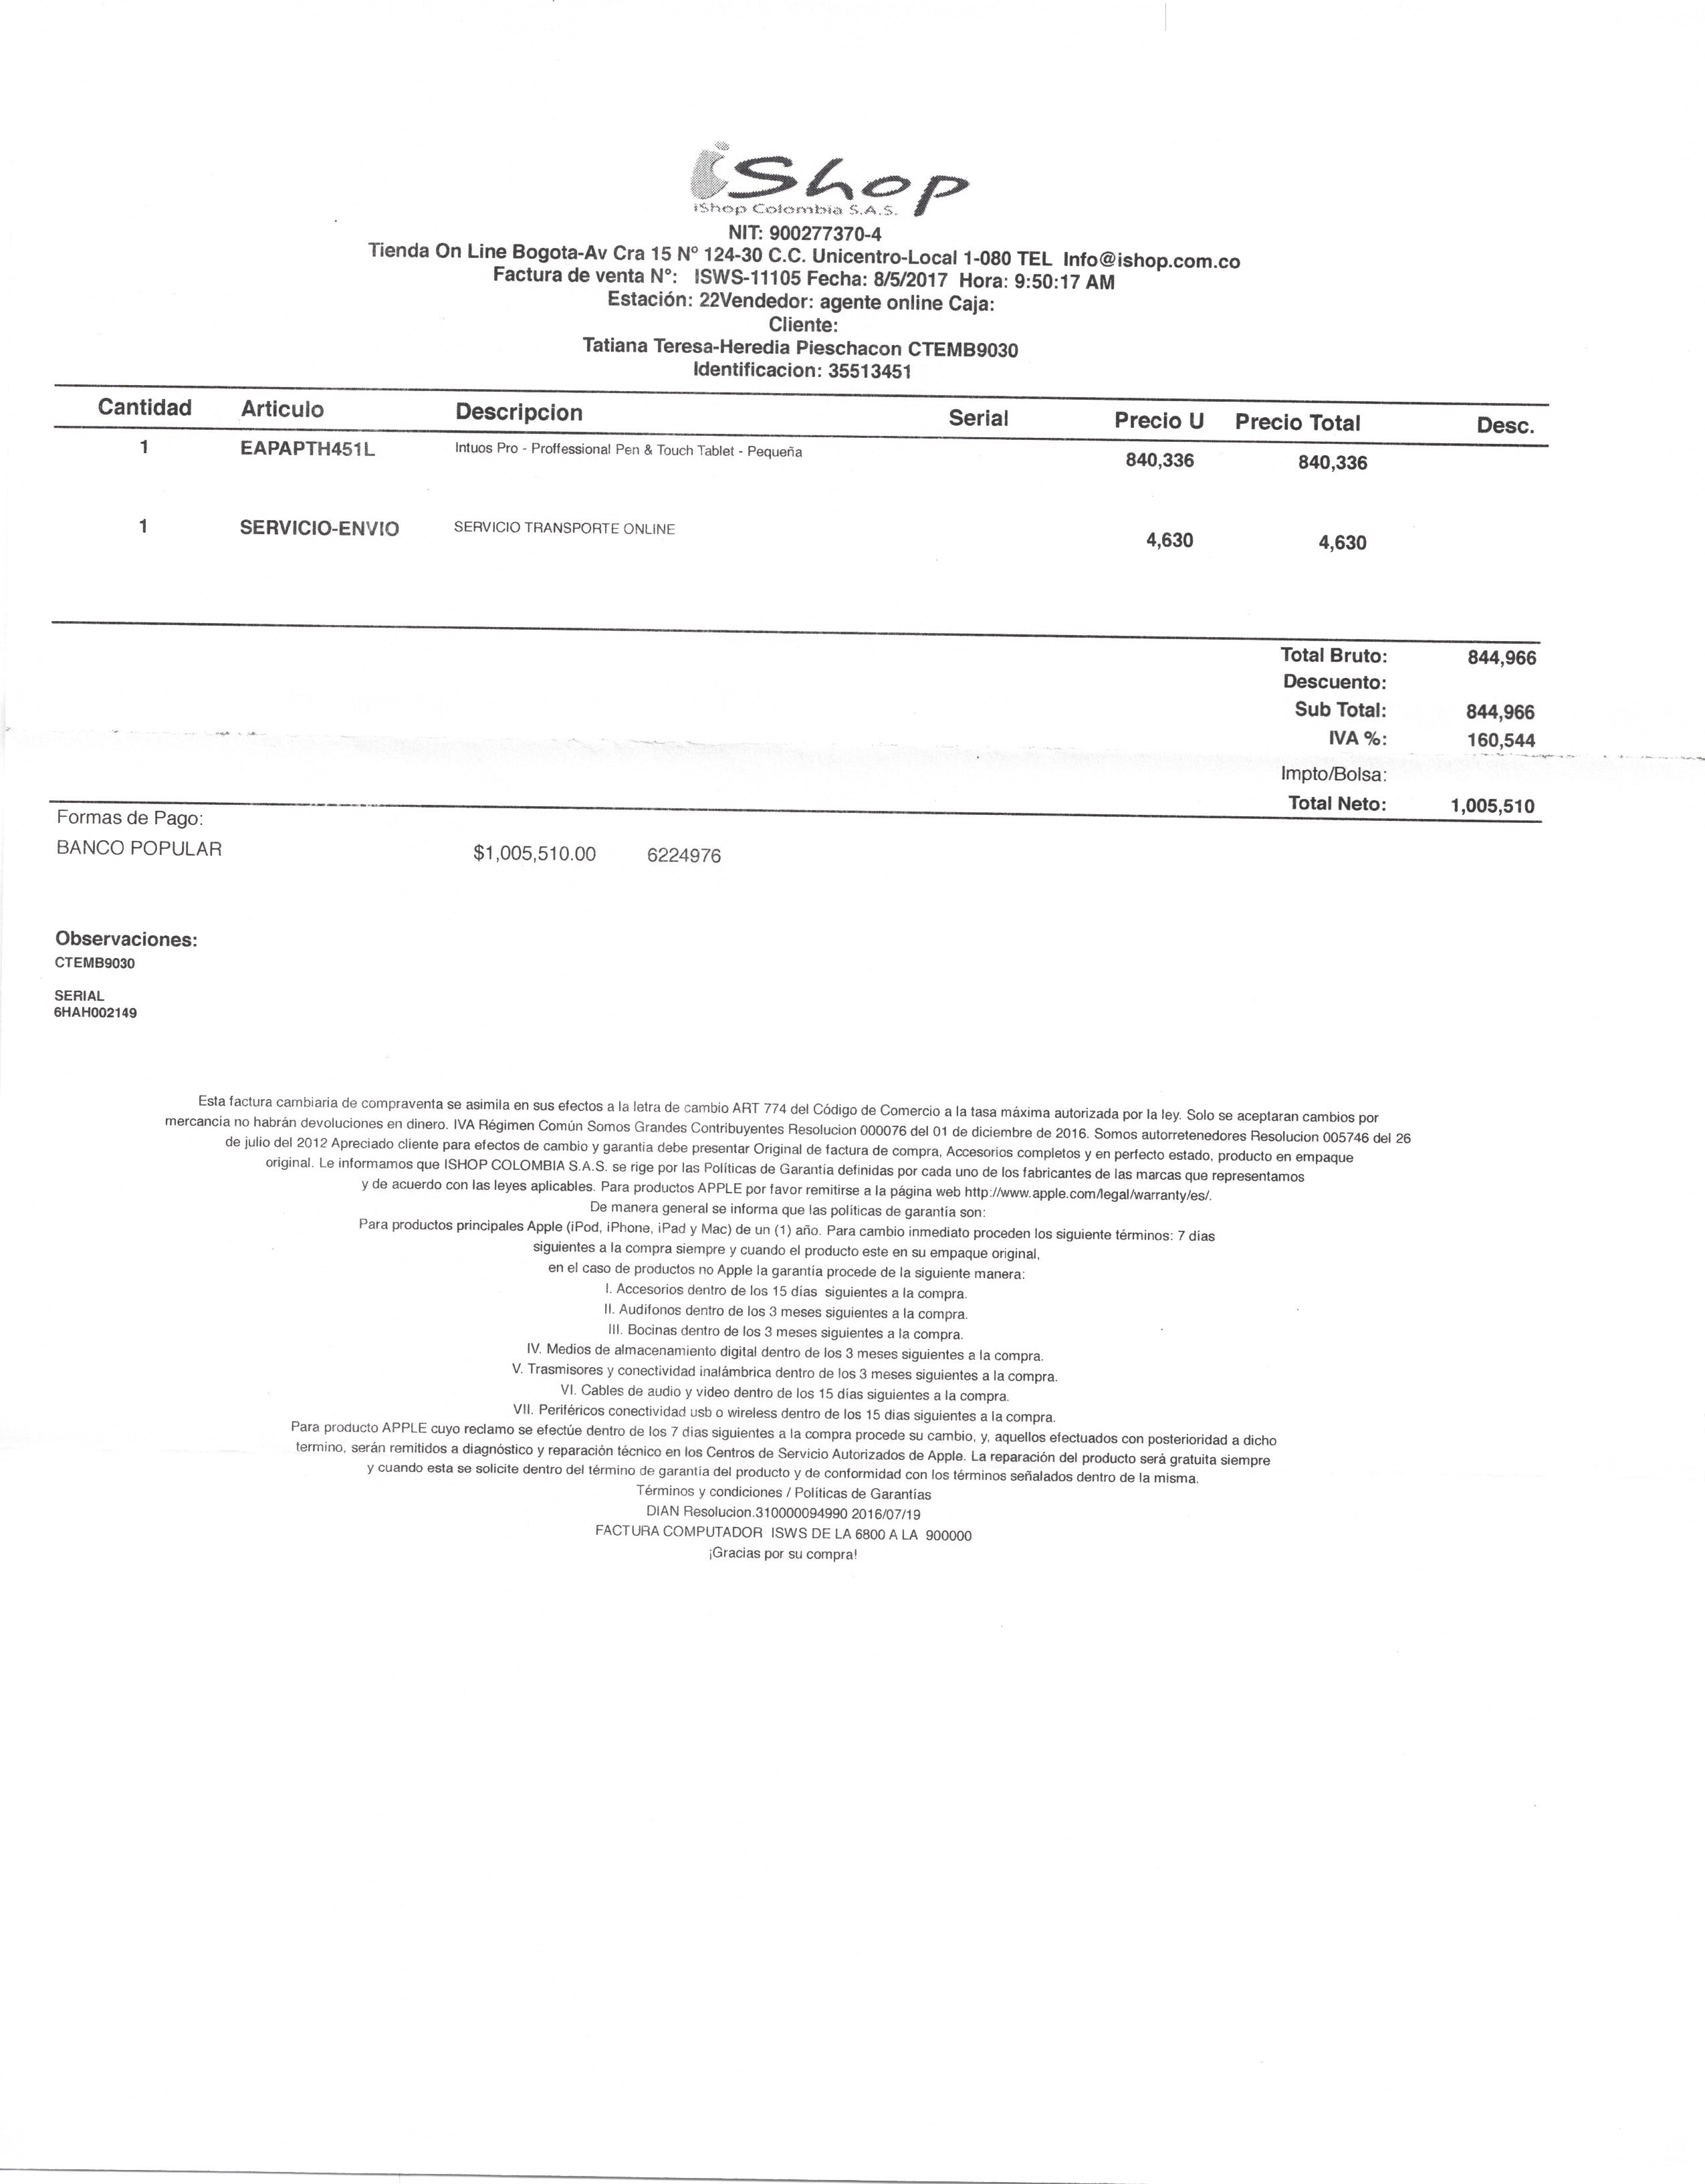 iShop
iShop Colombia S.A.S.
NIT: 900277370-4
Tienda On Line Bogota-Av Cra 15 Nº 124-30 C.C. Unicentro-Local 1-080 TEL Info@ishop.com.co
Factura de venta N°: ISWS-11105 Fecha: 8/5/2017 Hora: 9:50:17 AM
Estación: 22Vendedor: agente online Caja:
Cliente:
Tatiana Teresa-Heredia Pieschacon CTEMB9030
Identificacion: 35513451
Cantidad Articulo Descripcion Serial Precio U Precio Total Desc.
1 EAPAPTH451L Intuos Pro - Proffessional Pen & Touch Tablet - Pequeña 840,336 840,336
1 SERVICIO-ENVIO SERVICIO TRANSPORTE ONLINE 4,630 4,630
Total Bruto: 844,966
Descuento:
Sub Total: 844,966
IVA %: 160,544
Impto/Bolsa:
Total Neto: 1,005,510
Formas de Pago:
BANCO POPULAR $1,005,510.00 6224976
Observaciones:
CTEMB9030
SERIAL
6HAH002149
Esta factura cambiaria de compraventa se asimila en sus efectos a la letra de cambio ART 774 del Código de Comercio a la tasa máxima autorizada por la ley. Solo se aceptaran cambios por
mercancia no habrán devoluciones en dinero. IVA Régimen Común Somos Grandes Contribuyentes Resolucion 000076 del 01 de diciembre de 2016. Somos autorretenedores Resolucion 005746 del 26
de julio del 2012 Apreciado cliente para efectos de cambio y garantia debe presentar Original de factura de compra, Accesorios completos y en perfecto estado, producto en empaque
original. Le informamos que ISHOP COLOMBIA S.A.S. se rige por las Políticas de Garantía definidas por cada uno de los fabricantes de las marcas que representamos
y de acuerdo con las leyes aplicables. Para productos APPLE por favor remitirse a la página web http://www.apple.com/legal/warranty/es/.
De manera general se informa que las políticas de garantía son:
Para productos principales Apple (iPod, iPhone, iPad y Mac) de un (1) año. Para cambio inmediato proceden los siguiente términos: 7 días
siguientes a la compra siempre y cuando el producto este en su empaque original,
en el caso de productos no Apple la garantía procede de la siguiente manera:
I. Accesorios dentro de los 15 días siguientes a la compra.
II. Audífonos dentro de los 3 meses siguientes a la compra.
III. Bocinas dentro de los 3 meses siguientes a la compra.
IV. Medios de almacenamiento digital dentro de los 3 meses siguientes a la compra.
V. Trasmisores y conectividad inalámbrica dentro de los 3 meses siguientes a la compra.
VI. Cables de audio y video dentro de los 15 días siguientes a la compra.
VII. Periféricos conectividad usb o wireless dentro de los 15 dias siguientes a la compra.
Para producto APPLE cuyo reclamo se efectúe dentro de los 7 días siguientes a la compra procede su cambio, y, aquellos efectuados con posterioridad a dicho
termino, serán remitidos a diagnóstico y reparación técnico en los Centros de Servicio Autorizados de Apple. La reparación del producto será gratuita siempre
y cuando esta se solicite dentro del término de garantía del producto y de conformidad con los términos señalados dentro de la misma.
Términos y condiciones / Políticas de Garantías
DIAN Resolucion.310000094990 2016/07/19
FACTURA COMPUTADOR ISWS DE LA 6800 A LA 900000
¡Gracias por su compra!